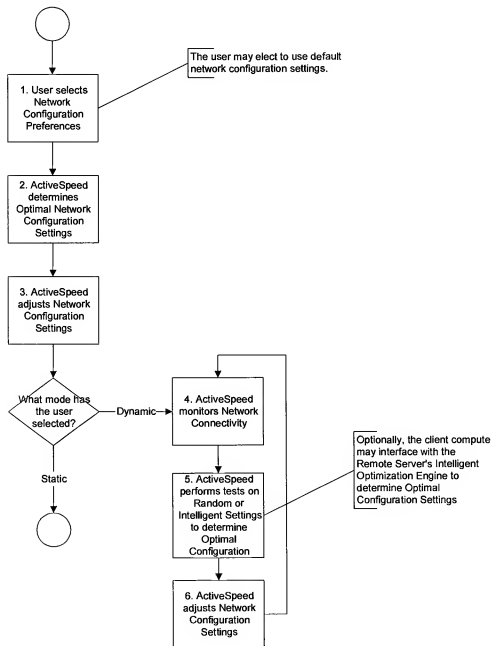 The user may elect to use default
network configuration settings.
1. User selects
Network
Configuration
Preferences
2. ActiveSpeed
determines
Optimal Network
Configuration
Settings
3. ActiveSpeed
adjusts Network
Configuration
Settings
What mode has
the user
selected?
Dynamic
Static
4. ActiveSpeed
monitors Network
Connectivity
5. ActiveSpeed
performs tests on
Random or
Intelligent Settings
to determine
Optimal
Configuration
Optionally, the client compute
may interface with the
Remote Server's Intelligent
Optimization Engine to
determine Optimal
Configuration Settings
6. ActiveSpeed
adjusts Network
Configuration
Settings